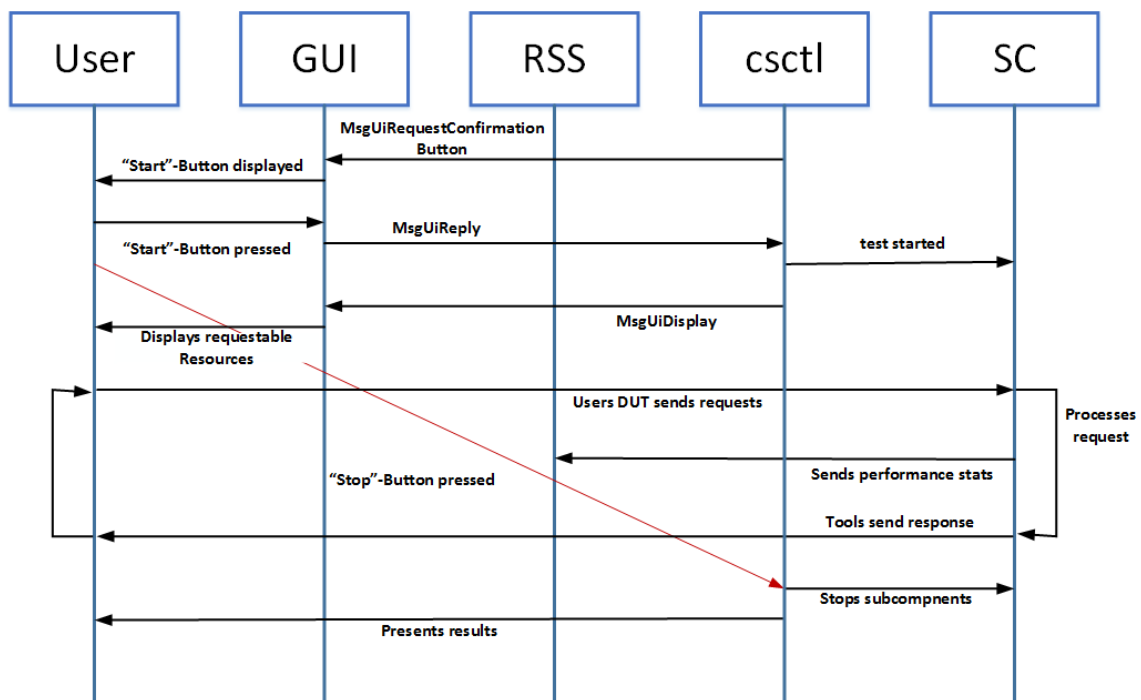 User
GUI
RSS
csctl
SC
MsgUiRequestConfirmation
Button
“Start”-Button displayed
MsgUiReply
“Start”-Button pressed
test started
MsgUiDisplay
Displays requestable
Resources
Users DUT sends requests
Processes
request
Sends performance stats
“Stop”-Button pressed
Tools send response
Stops subcompnents
Presents results